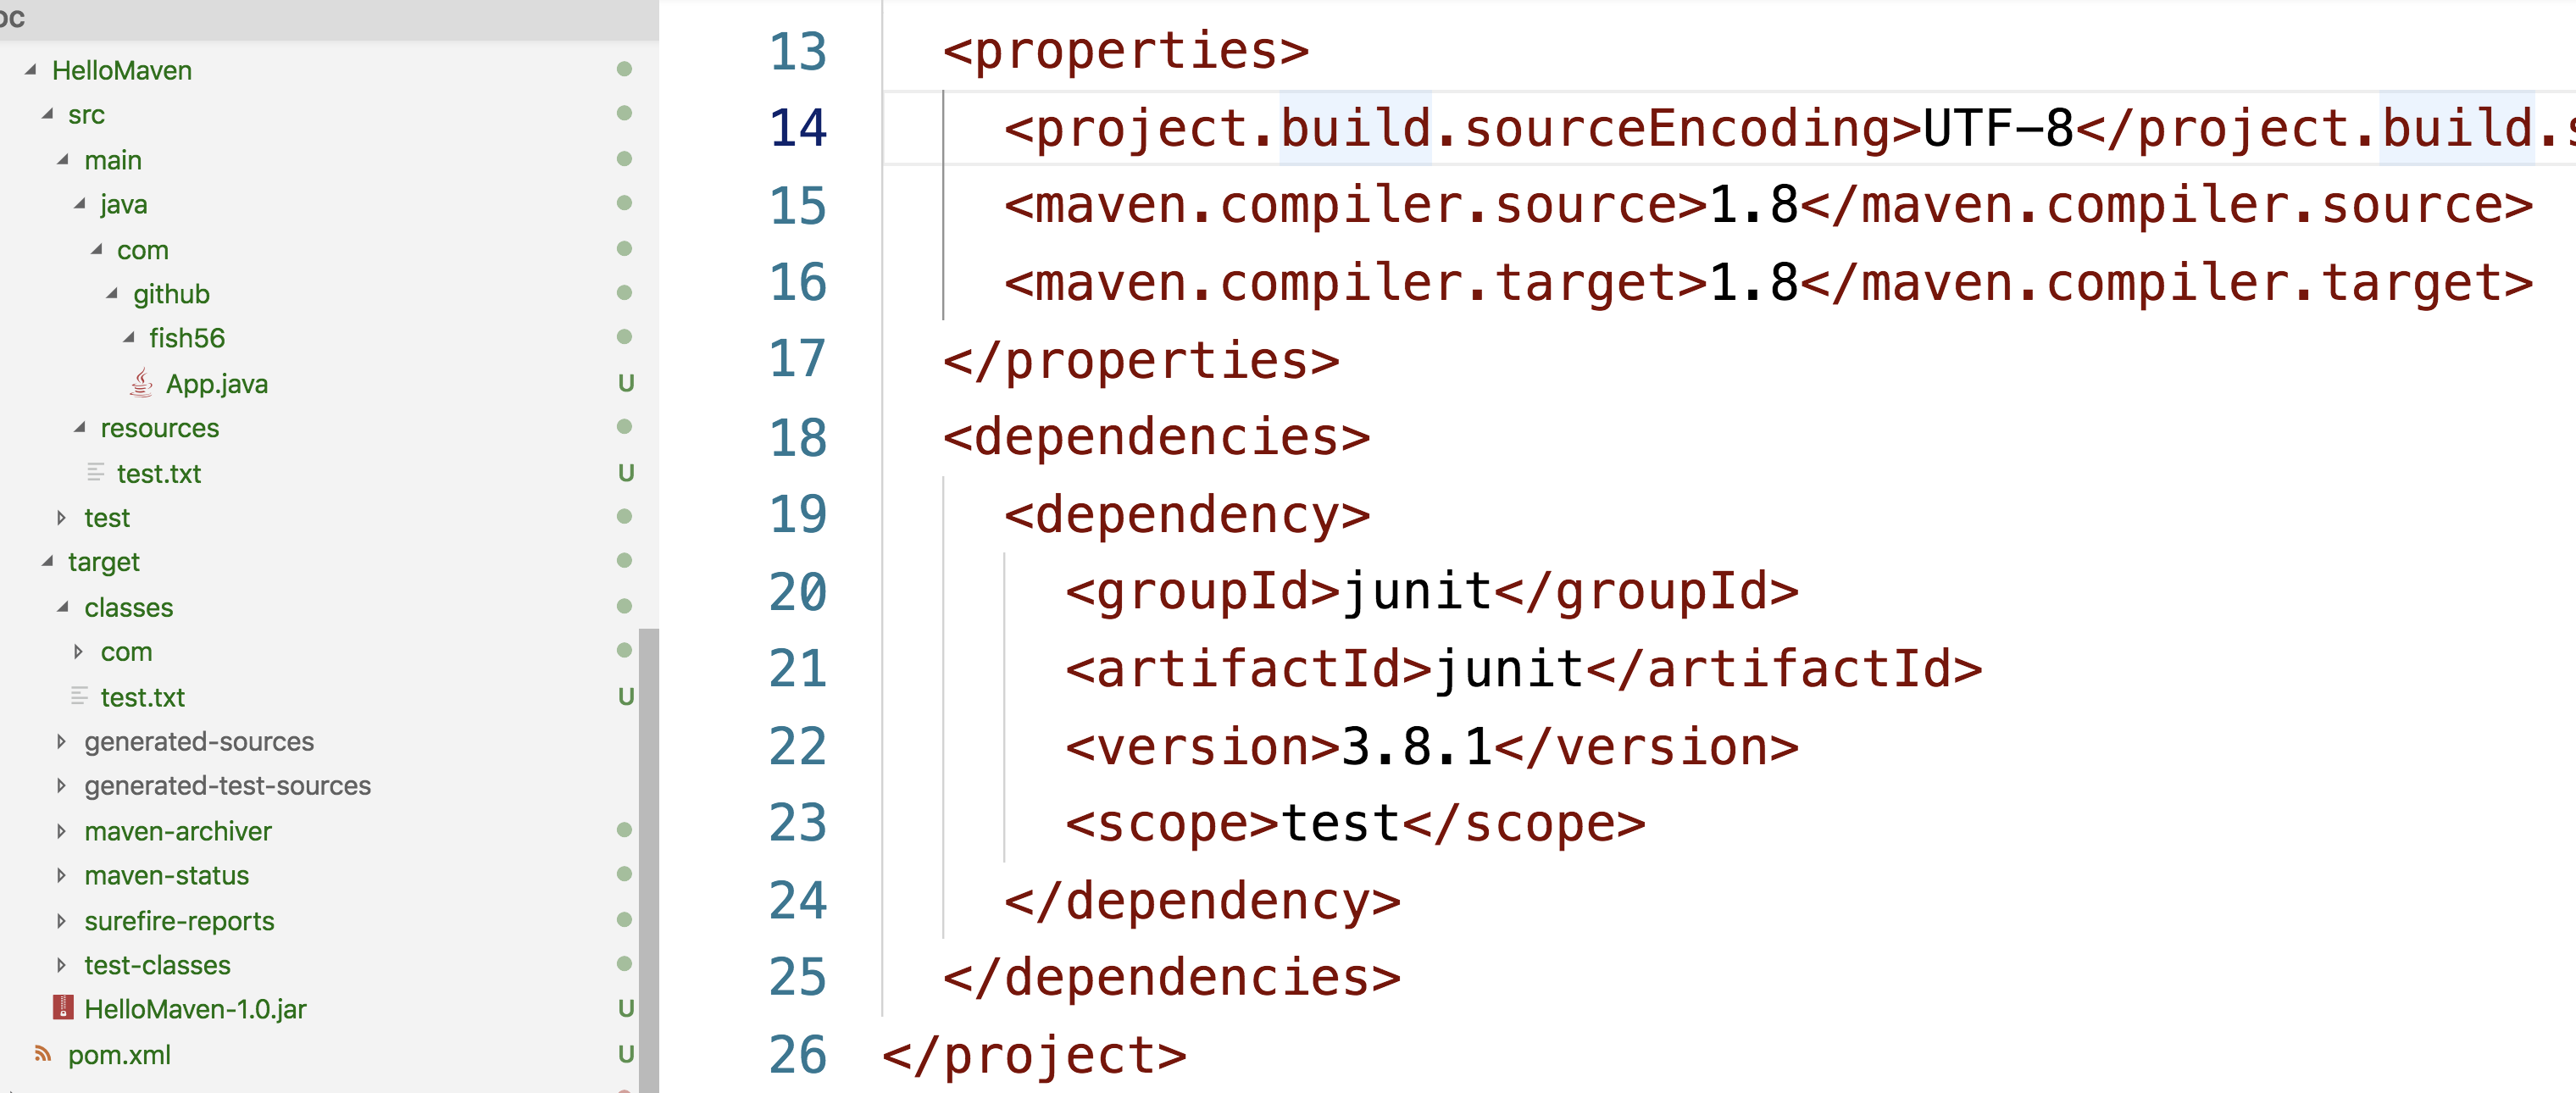 HelloMaven
src
main
java
com
github
fish56
App.java U
resources
test.txt U
test
target
classes
com
test.txt U
generated-sources
generated-test-sources
maven-archiver
maven-status
surefire-reports
test-classes
HelloMaven-1.0.jar U
pom.xml U
13 <properties>
14 <project.build.sourceEncoding>UTF-8</project.build.s
15 <maven.compiler.source>1.8</maven.compiler.source>
16 <maven.compiler.target>1.8</maven.compiler.target>
17 </properties>
18 <dependencies>
19 <dependency>
20 <groupId>junit</groupId>
21 <artifactId>junit</artifactId>
22 <version>3.8.1</version>
23 <scope>test</scope>
24 </dependency>
25 </dependencies>
26 </project>